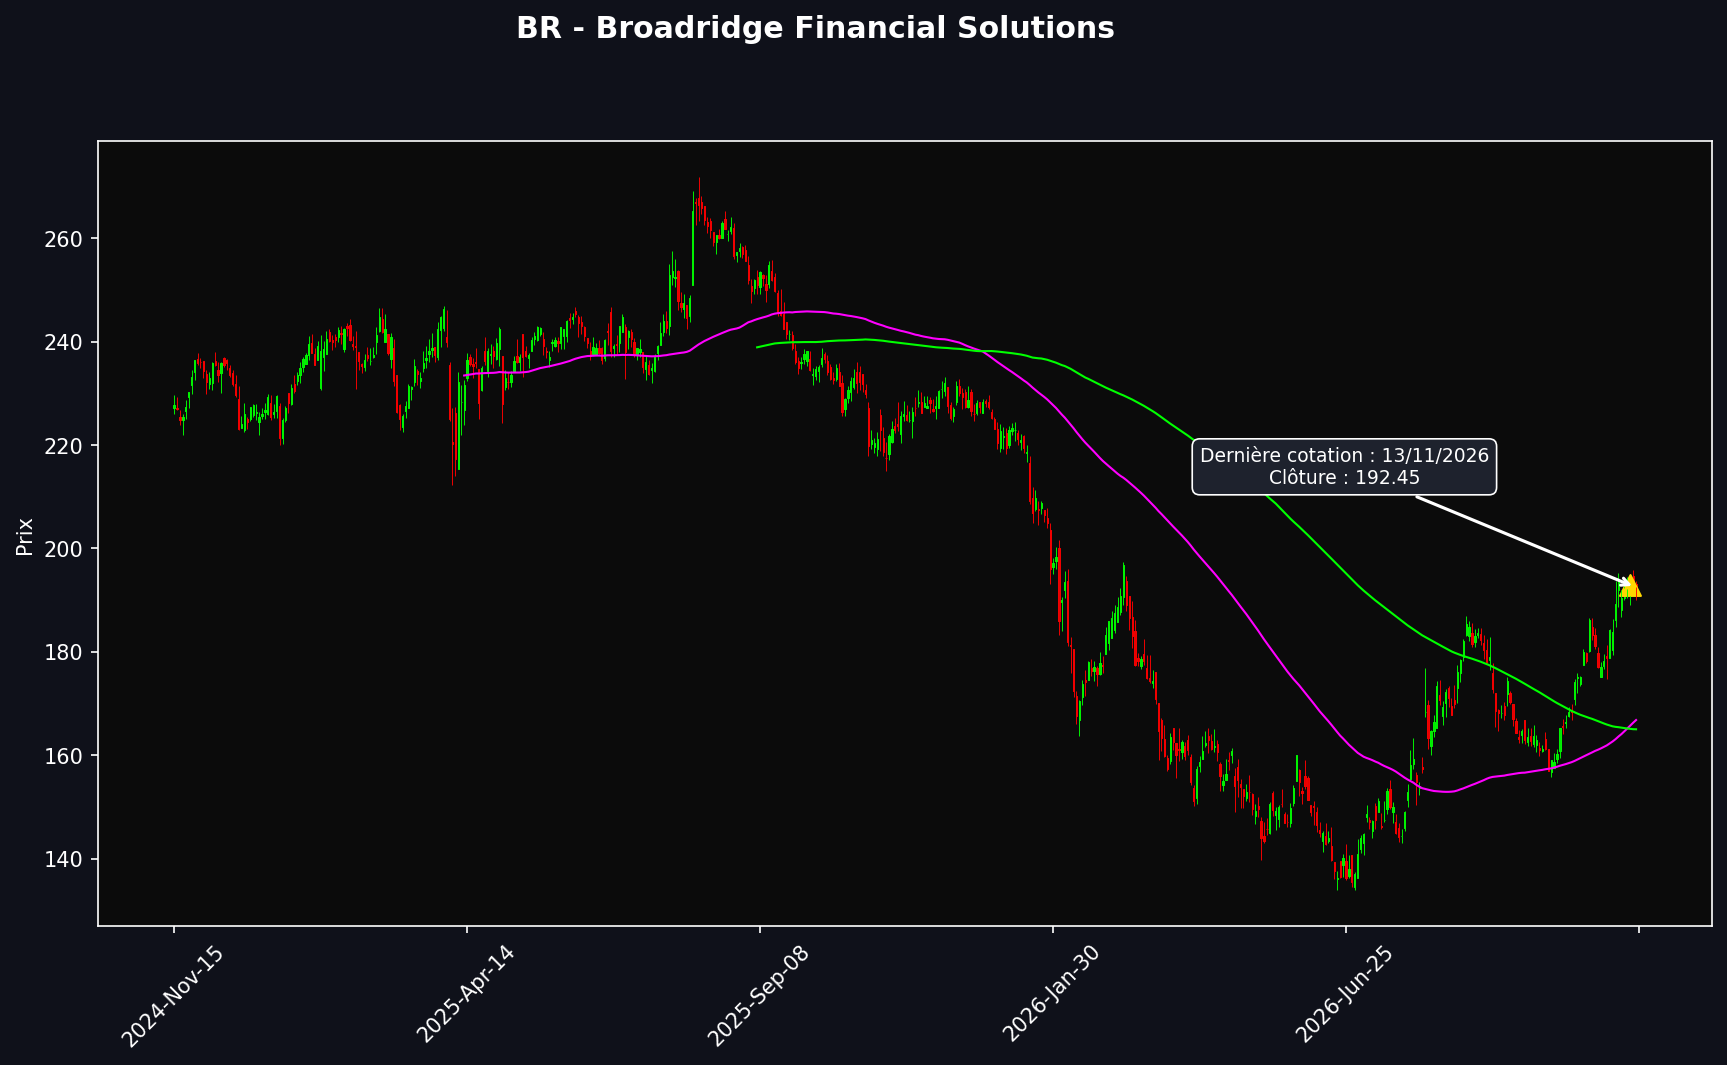 BR - Broadridge Financial Solutions
Prix
260
240
220
200
180
160
140
Dernière cotation : 13/11/2026
Clôture : 192.45
2024-Nov-15
2025-Apr-14
2025-Sep-08
2026-Jan-30
2026-Jun-25